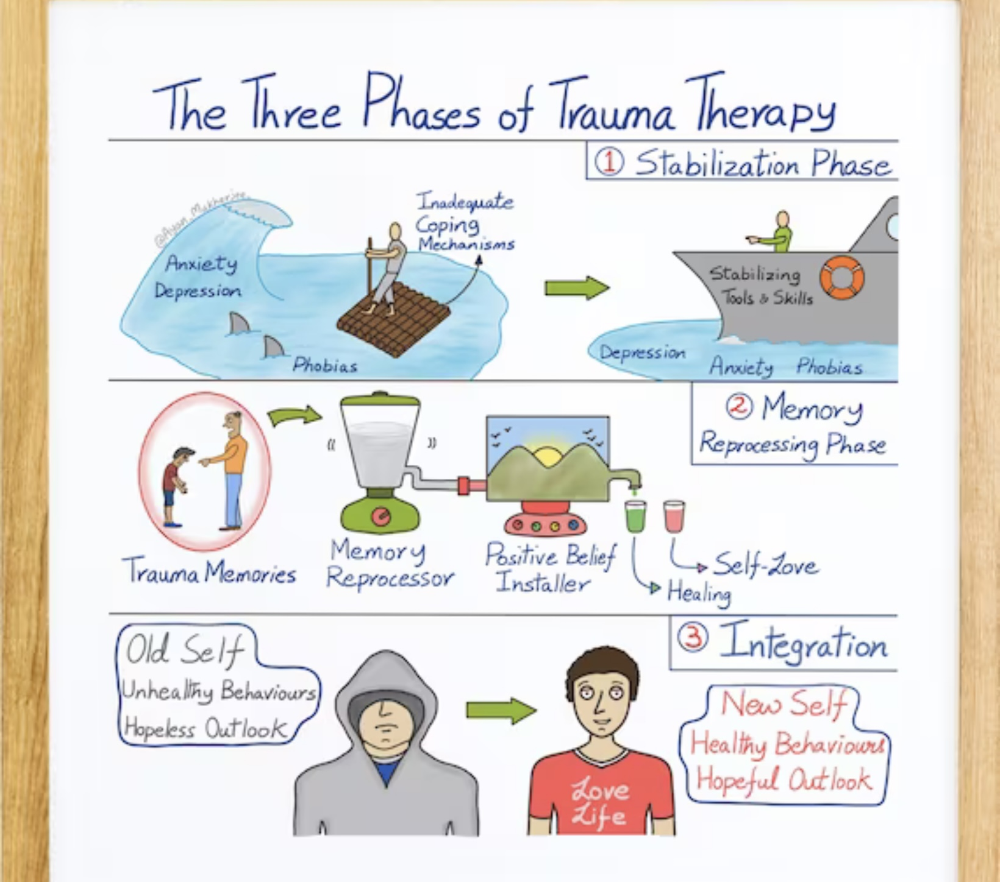 The Three Phases of Trauma Therapy
1 Stabilization Phase
@Ayan_Mukherjee
Anxiety
Depression
Phobias
Inadequate
Coping
Mechanisms
Stabilizing
Tools & Skills
Depression
Anxiety Phobias
2 Memory
Reprocessing Phase
Trauma Memories
Memory
Reprocessor
Positive Belief
Installer
Self-Love
Healing
3 Integration
Old Self
Unhealthy Behaviours
Hopeless Outlook
Love
Life
New Self
Healthy Behaviours
Hopeful Outlook